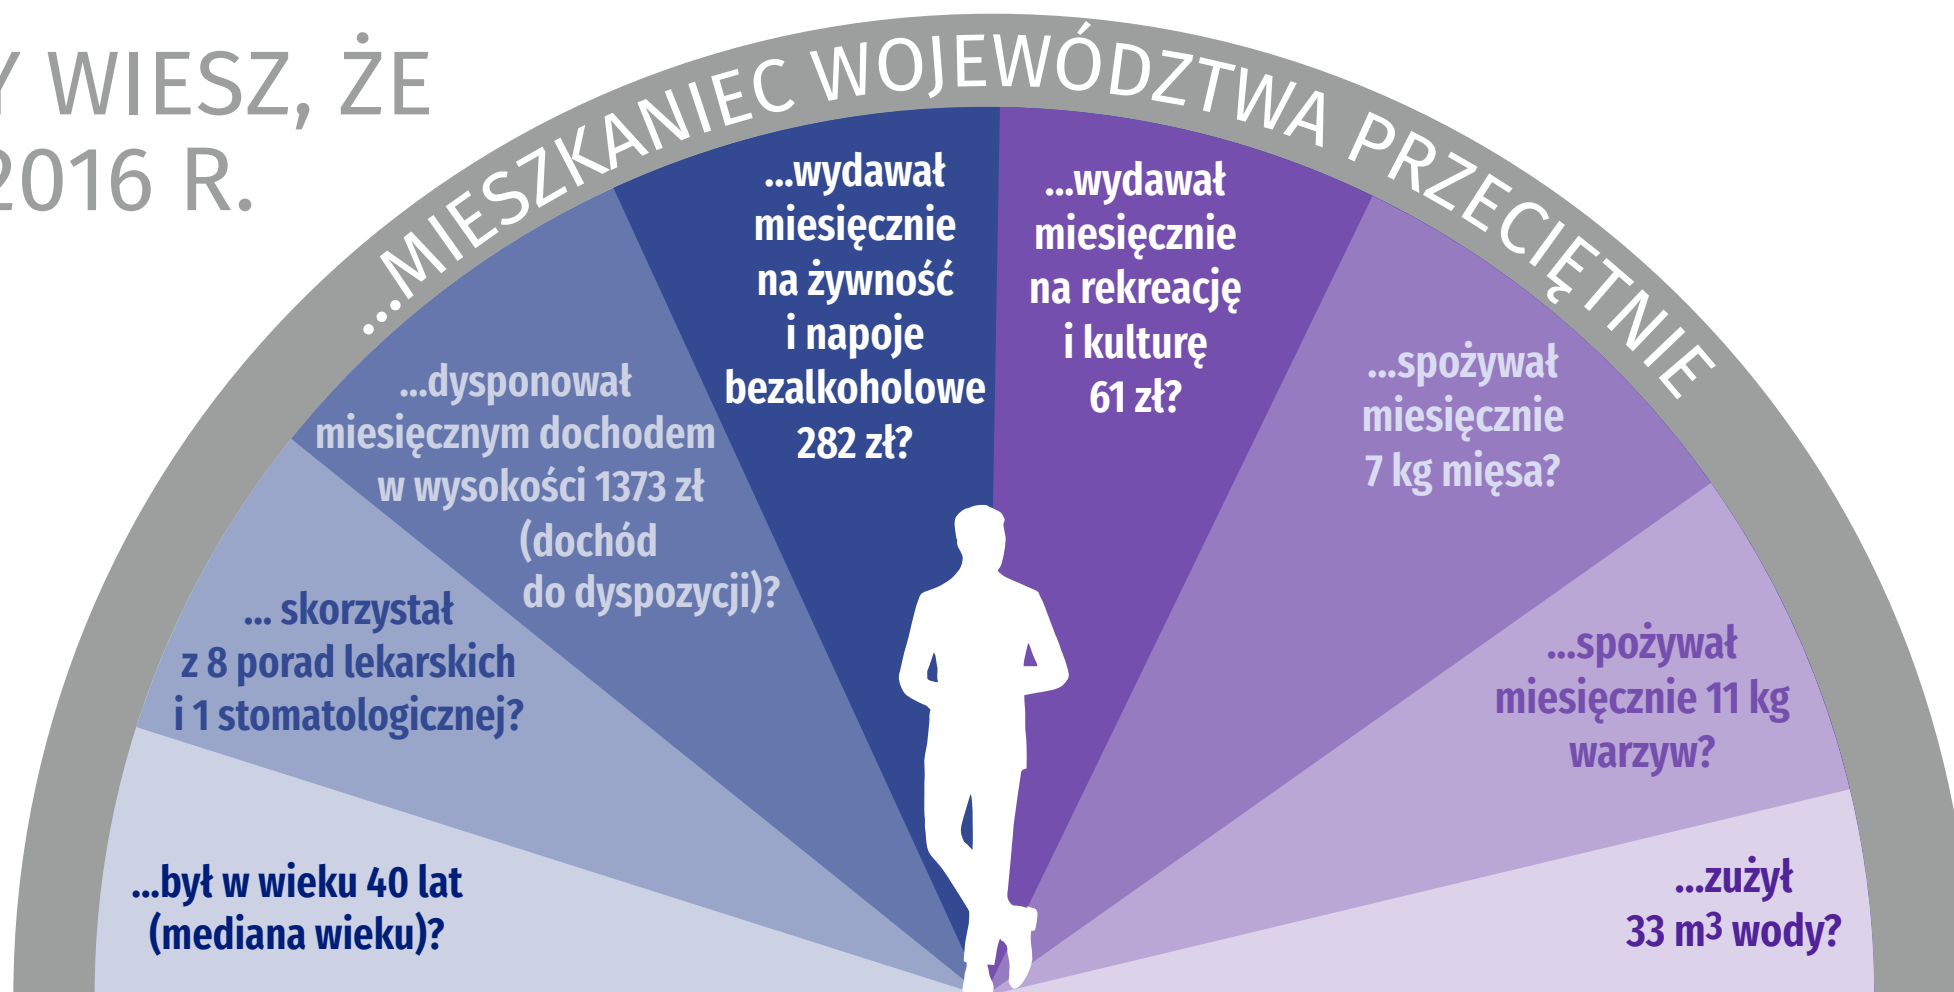 Y WIESZ, ŻE
2016 R.
...MIESZKANIEC WOJEWÓDZTWA PRZECIĘTNIE
...był w wieku 40 lat
(mediana wieku)?
... skorzystał
z 8 porad lekarskich
i 1 stomatologicznej?
...dysponował
miesięcznym dochodem
w wysokości 1373 zł
(dochód
do dyspozycji)?
...wydawał
miesięcznie
na żywność
i napoje
bezalkoholowe
282 zł?
...wydawał
miesięcznie
na rekreację
i kulturę
61 zł?
...spożywał
miesięcznie
7 kg mięsa?
...spożywał
miesięcznie 11 kg
warzyw?
...zużył
33 m³ wody?